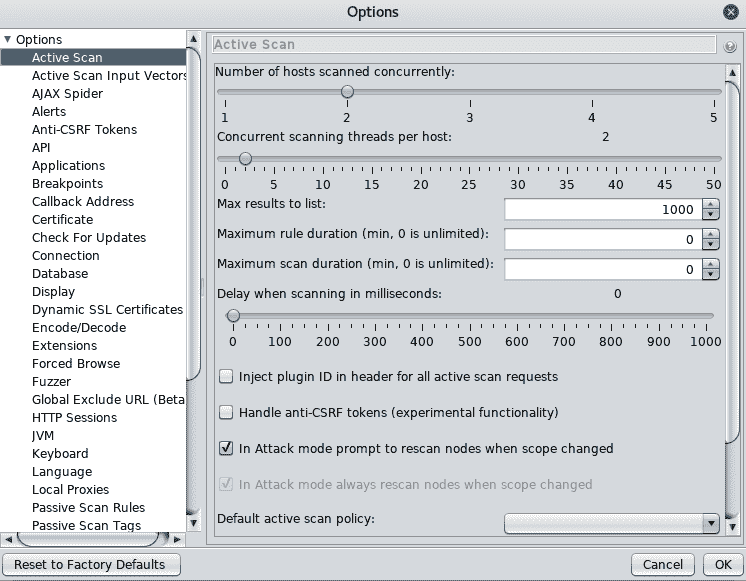 Options
Options
Active Scan
Active Scan Input Vectors
AJAX Spider
Alerts
Anti-CSRF Tokens
API
Applications
Breakpoints
Callback Address
Certificate
Check For Updates
Connection
Database
Display
Dynamic SSL Certificates
Encode/Decode
Extensions
Forced Browse
Fuzzer
Global Exclude URL (Beta
HTTP Sessions
JVM
Keyboard
Language
Local Proxies
Passive Scan Rules
Passive Scan Tags
Active Scan
Number of hosts scanned concurrently:
1 2 3 4 5
Concurrent scanning threads per host: 2
0 5 10 15 20 25 30 35 40 45 50
Max results to list: 1000
Maximum rule duration (min, 0 is unlimited): 0
Maximum scan duration (min, 0 is unlimited): 0
Delay when scanning in milliseconds: 0
0 100 200 300 400 500 600 700 800 900 1000
Inject plugin ID in header for all active scan requests
Handle anti-CSRF tokens (experimental functionality)
In Attack mode prompt to rescan nodes when scope changed
In Attack mode always rescan nodes when scope changed
Default active scan policy:
Reset to Factory Defaults
Cancel
OK